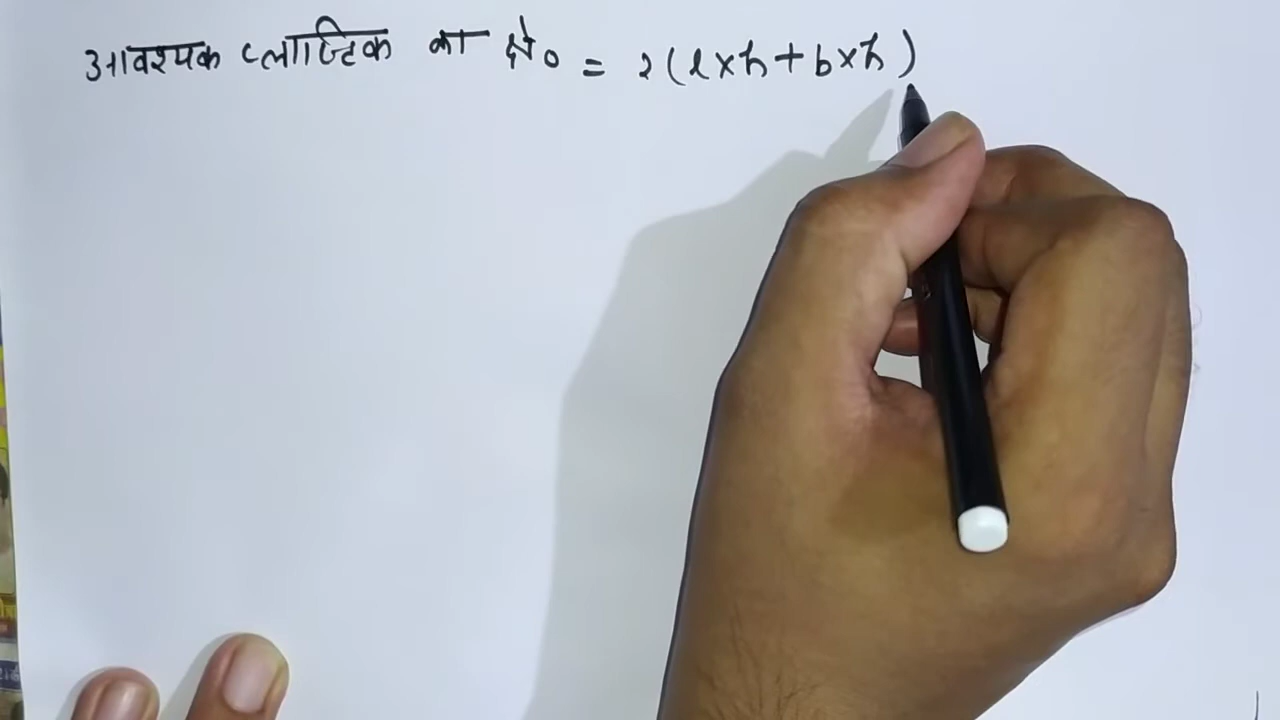 आवश्यक प्लास्टिक का क्षे० = 2(l×h+b×h)